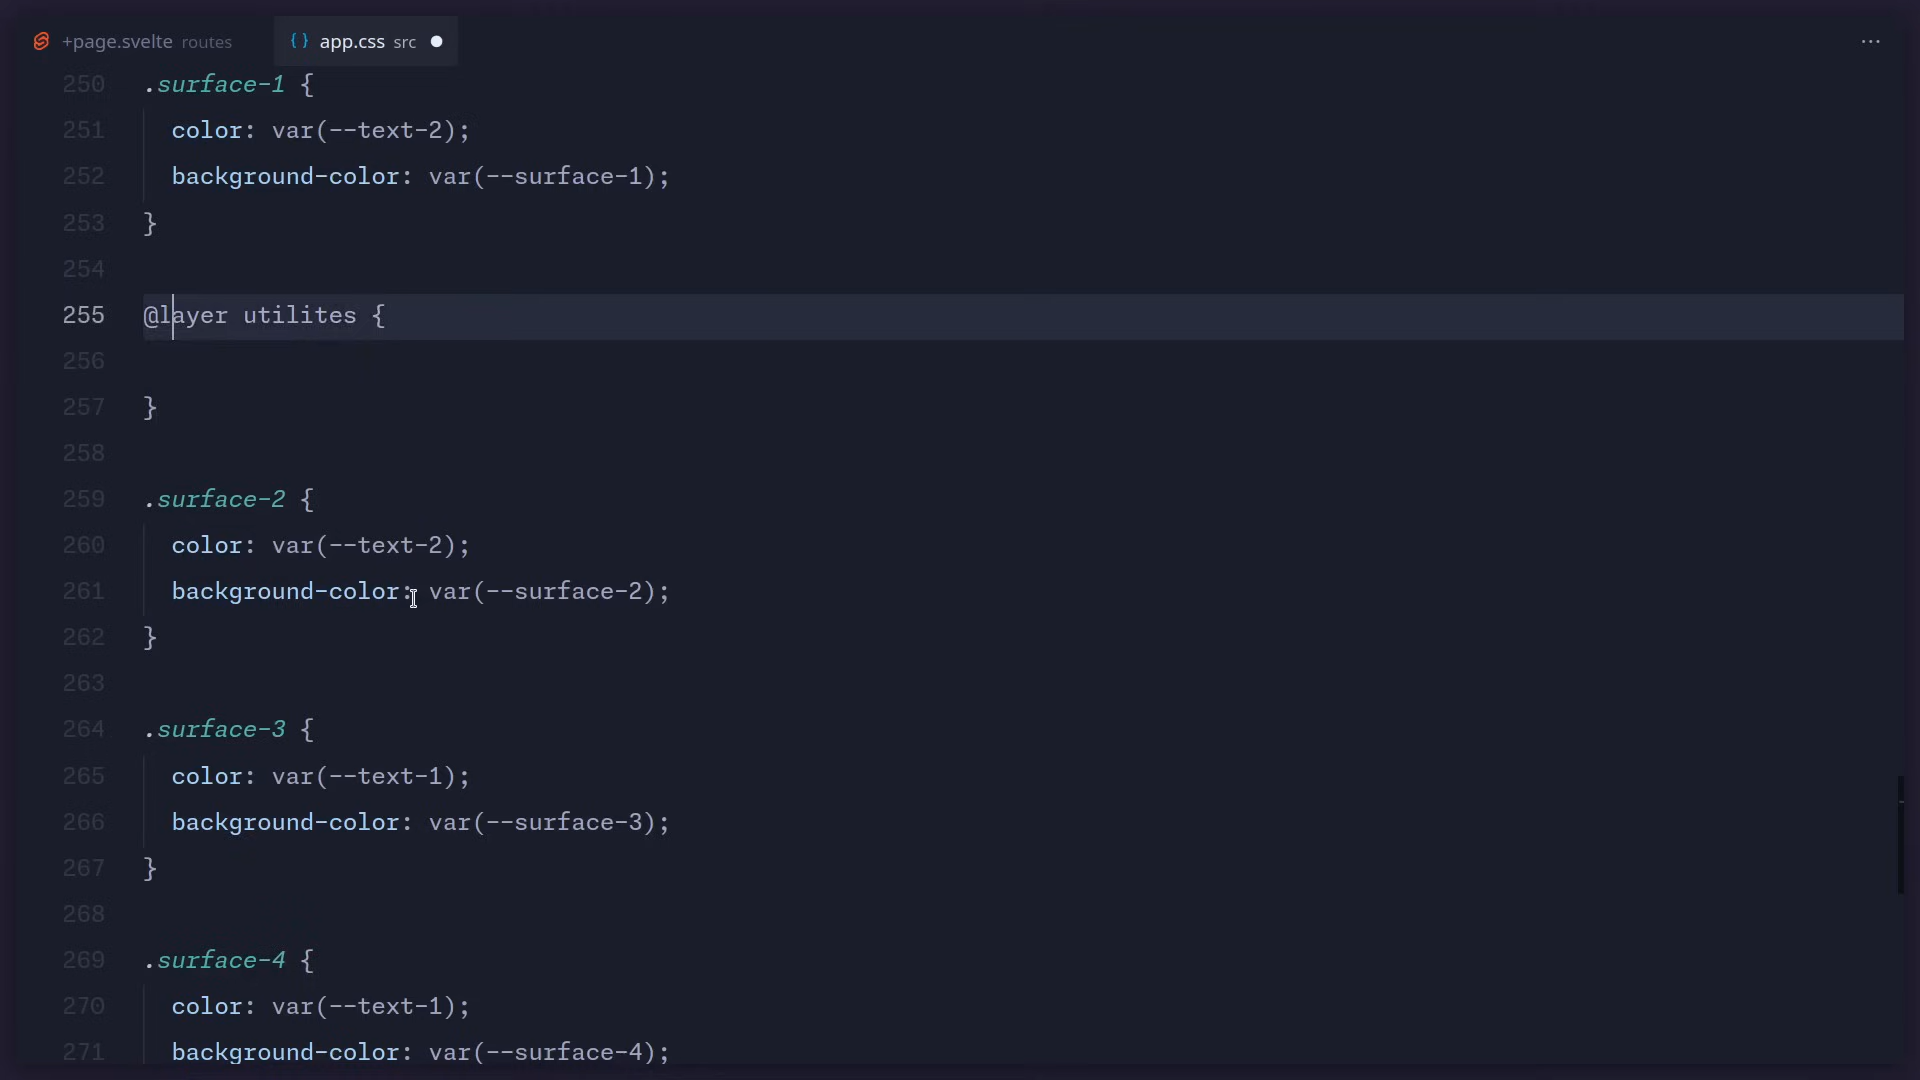 +page.svelte routes
{ } app.css src ●
...
250 .surface-1 {
251 color: var(--text-2);
252 background-color: var(--surface-1);
253 }
254
255 @layer utilites {
256
257 }
258
259 .surface-2 {
260 color: var(--text-2);
261 background-color: var(--surface-2);
262 }
263
264 .surface-3 {
265 color: var(--text-1);
266 background-color: var(--surface-3);
267 }
268
269 .surface-4 {
270 color: var(--text-1);
271 background-color: var(--surface-4);